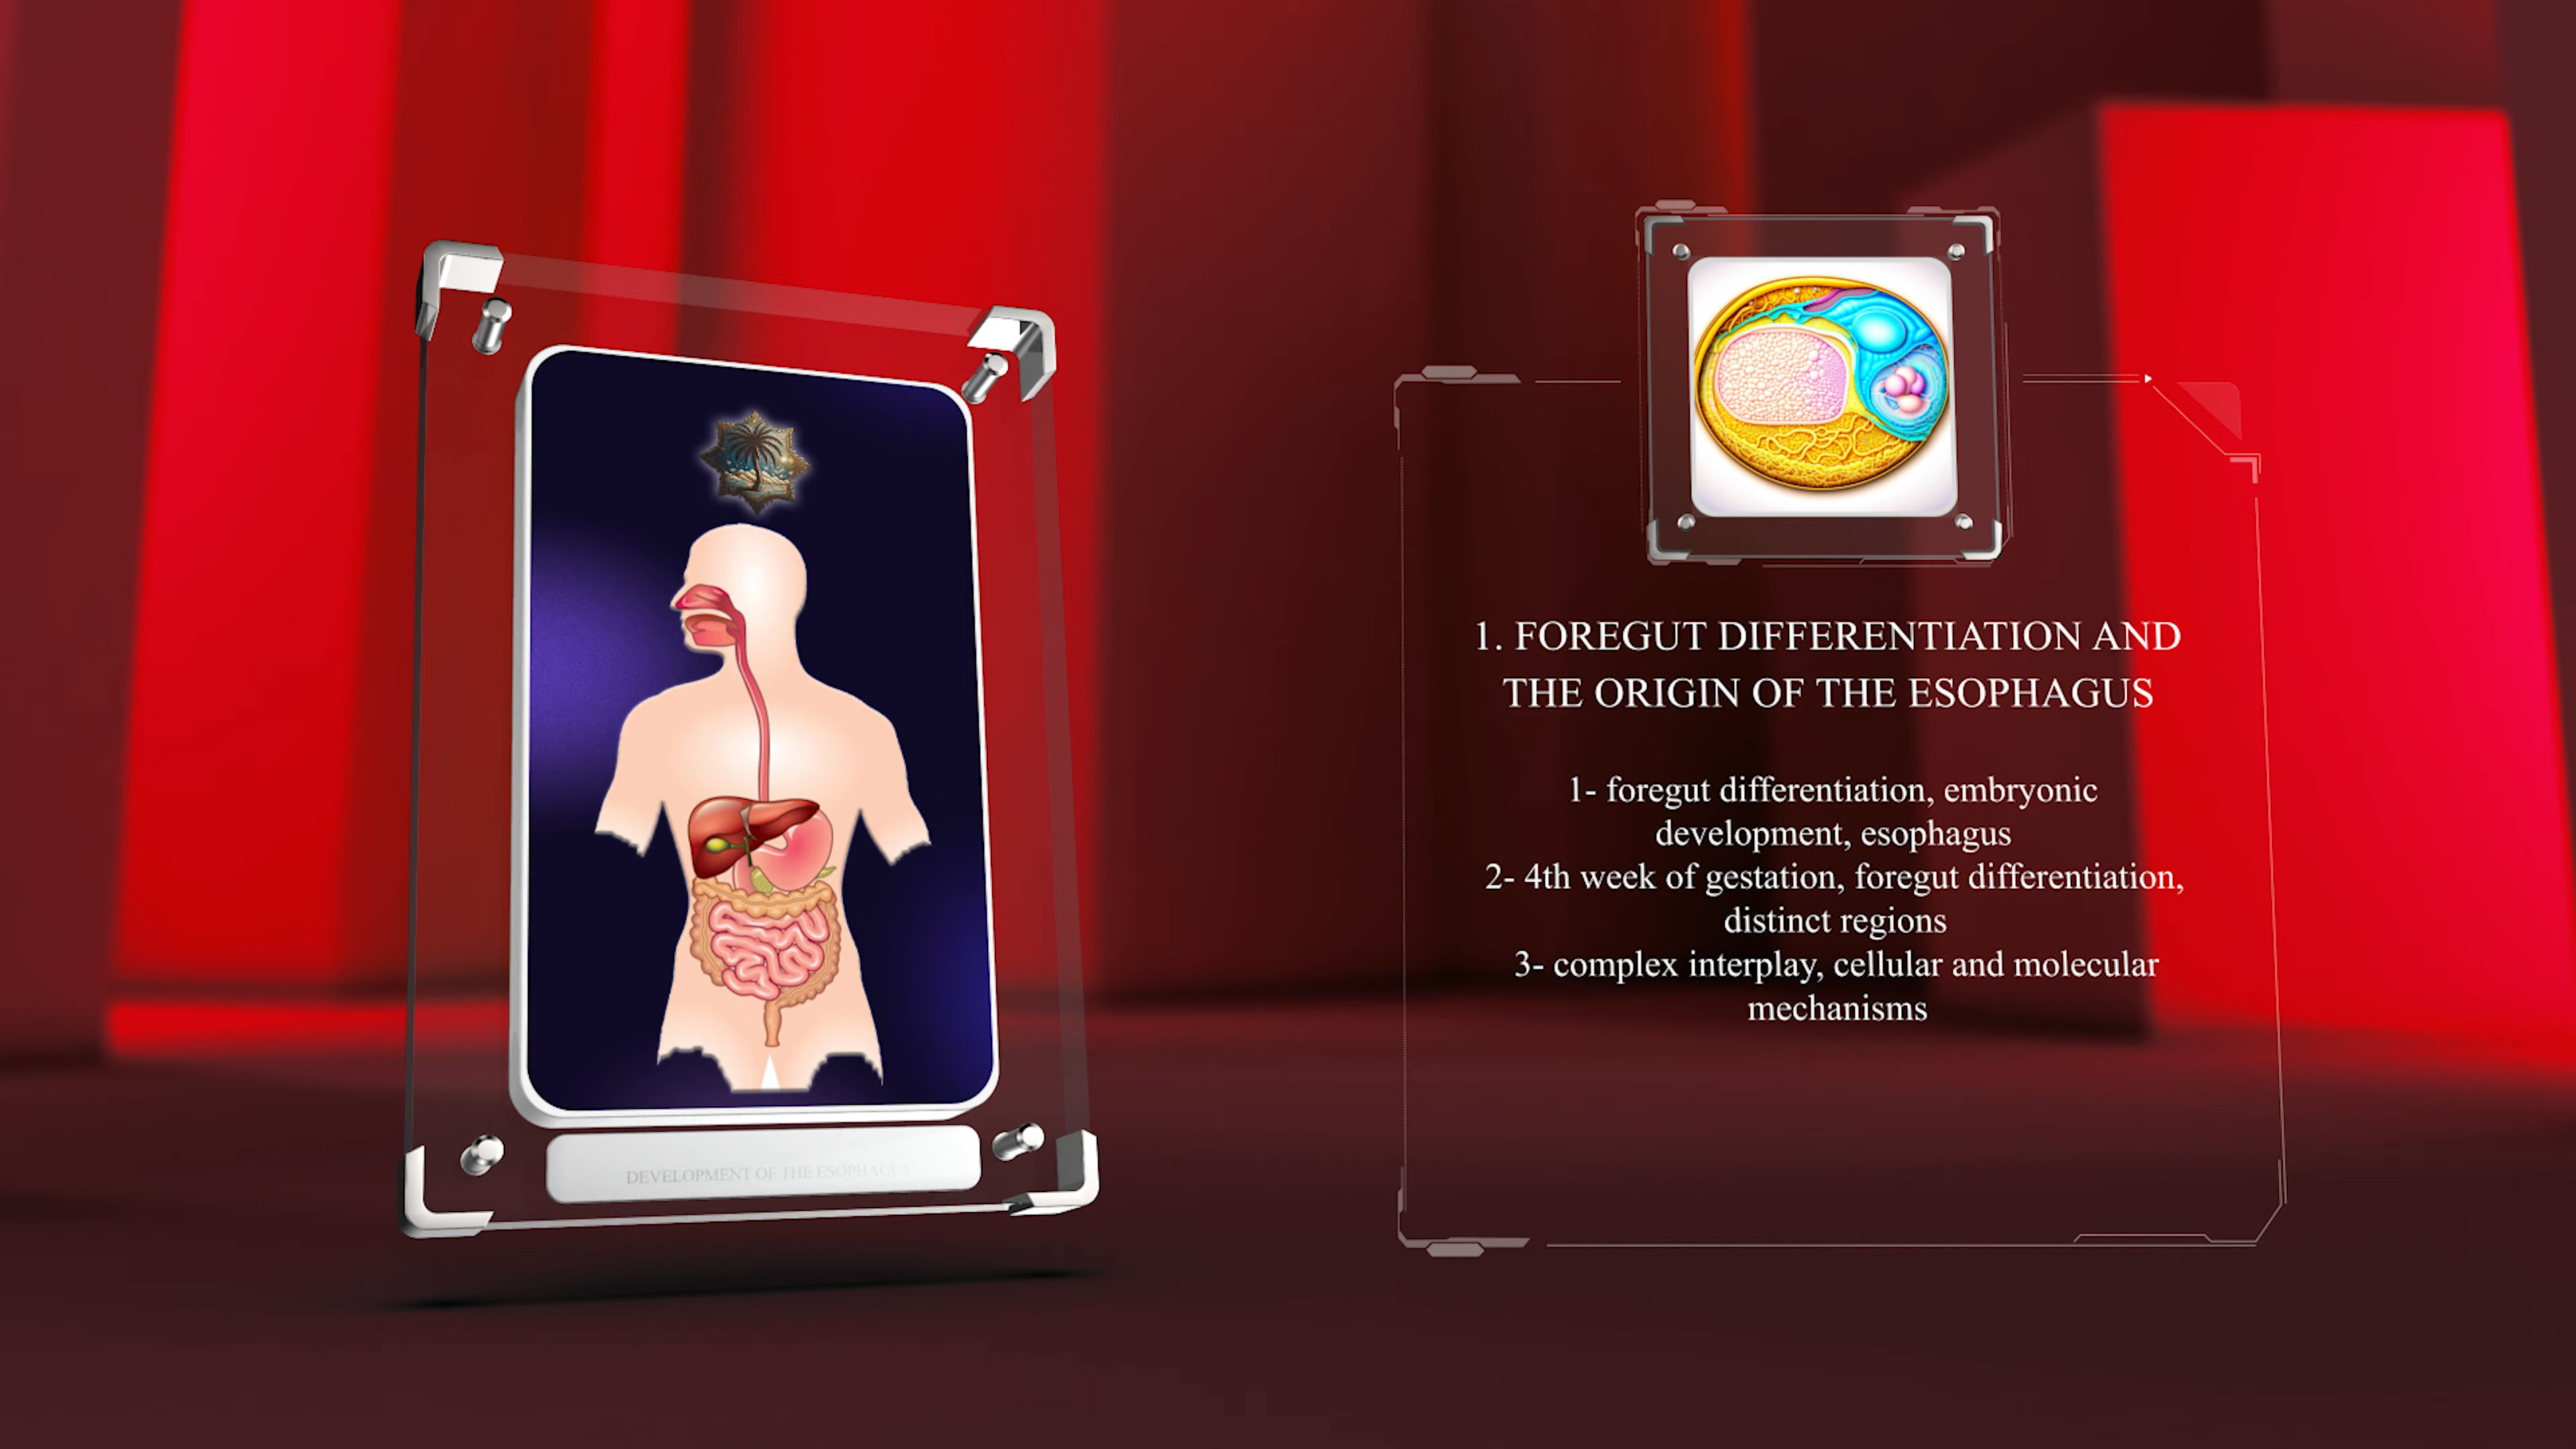 1. FOREGUT DIFFERENTIATION AND
THE ORIGIN OF THE ESOPHAGUS
1- foregut differentiation, embryonic
development, esophagus
2- 4th week of gestation, foregut differentiation,
distinct regions
3- complex interplay, cellular and molecular
mechanisms
DEVELOPMENT OF THE ESOPHAGUS